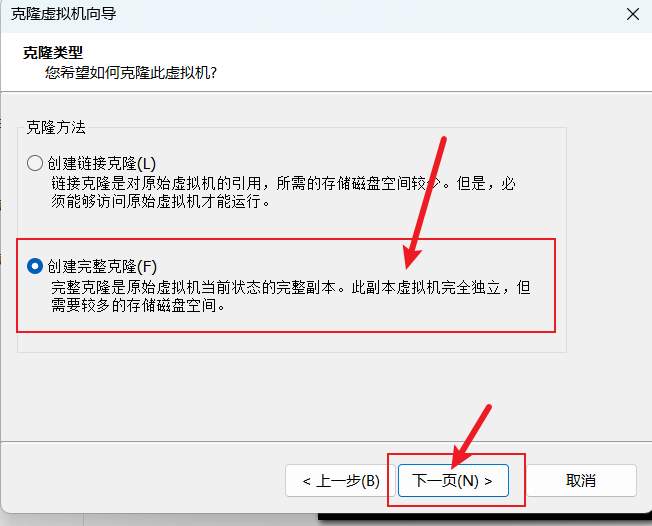 克隆虚拟机向导
克隆类型
您希望如何克隆此虚拟机?
克隆方法
创建链接克隆(L)
链接克隆是对原始虚拟机的引用，所需的存储磁盘空间较少。但是，必
须能够访问原始虚拟机才能运行。
创建完整克隆(F)
完整克隆是原始虚拟机当前状态的完整副本。此副本虚拟机完全独立，但
需要较多的存储磁盘空间。
< 上一步(B)
下一页(N) >
取消